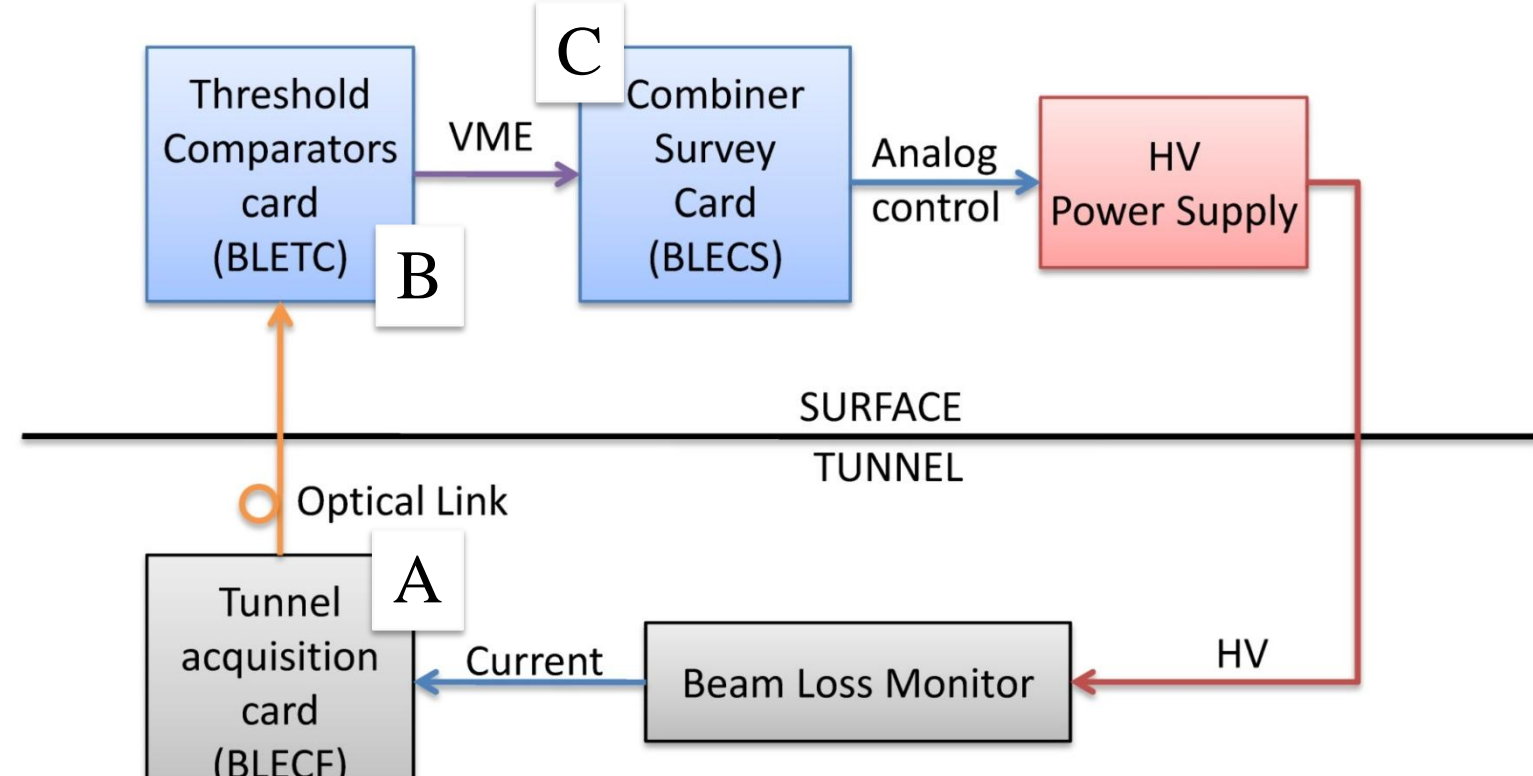 C
Threshold
Comparators
card
(BLETC)
B
VME
Combiner
Survey
Card
(BLECS)
Analog
control
HV
Power Supply
SURFACE
TUNNEL
Optical Link
A
Tunnel
acquisition
card
(BLECF)
Current
Beam Loss Monitor
HV